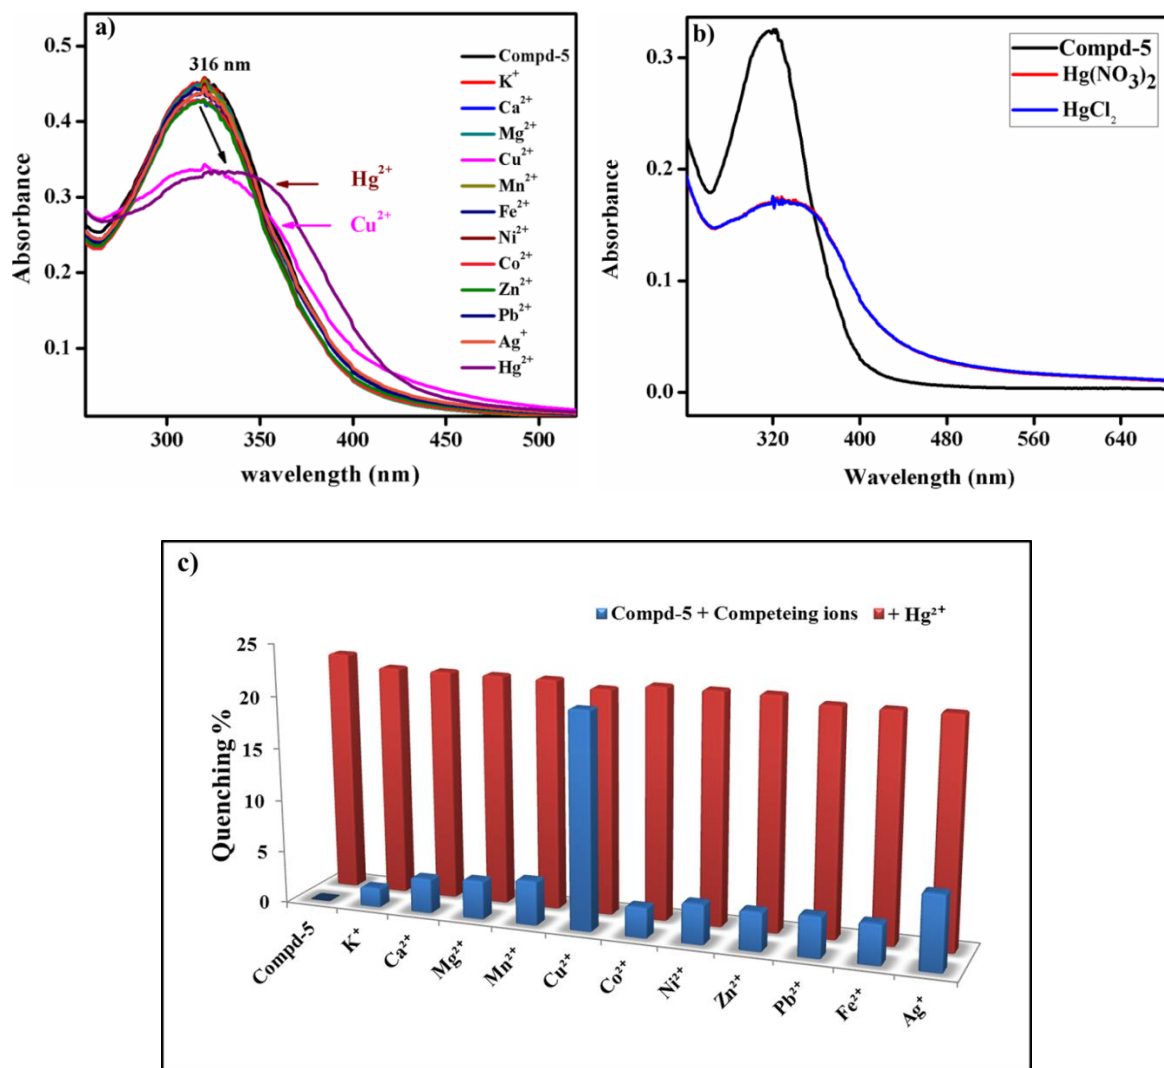 a)
316 nm
Hg²⁺
Cu²⁺
Compd-5
K⁺
Ca²⁺
Mg²⁺
Cu²⁺
Mn²⁺
Fe²⁺
Ni²⁺
Co²⁺
Zn²⁺
Pb²⁺
Ag⁺
Hg²⁺
Absorbance
0.5
0.4
0.3
0.2
0.1
300 350 400 450 500
wavelength (nm)
b)
Compd-5
Hg(NO₃)₂
HgCl₂
Absorbance
0.3
0.2
0.1
0.0
320 400 480 560 640
Wavelength (nm)
c)
Compd-5 + Competeing ions + Hg²⁺
Quenching %
25
20
15
10
5
0
Compd-5 K⁺ Ca²⁺ Mg²⁺ Mn²⁺ Cu²⁺ Co²⁺ Ni²⁺ Zn²⁺ Pb²⁺ Fe²⁺ Ag⁺